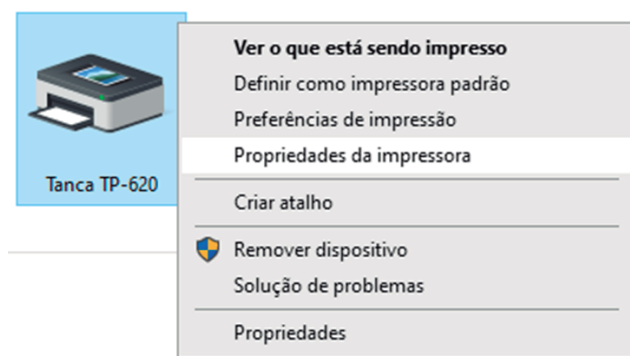 Tanca TP-620
Ver o que está sendo impresso
Definir como impressora padrão
Preferências de impressão
Propriedades da impressora
Criar atalho
Remover dispositivo
Solução de problemas
Propriedades